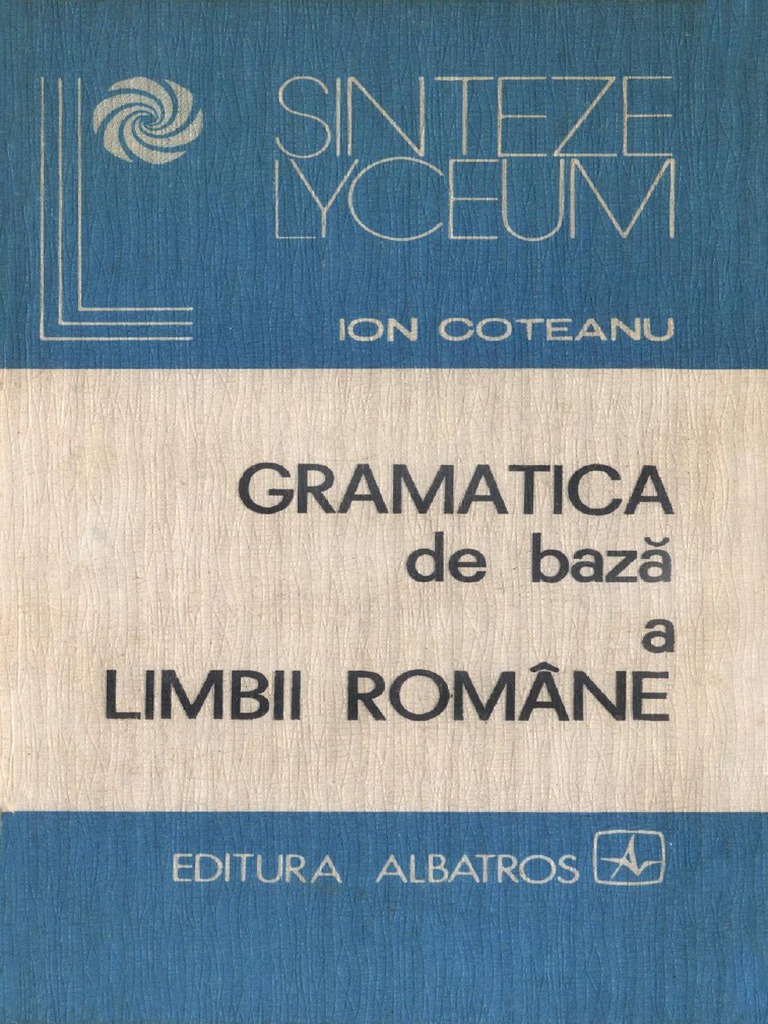 SINTEZE
LYCEUM
ION COTEANU
GRAMATICA
de bază
a
LIMBII ROMÂNE
EDITURA ALBATROS